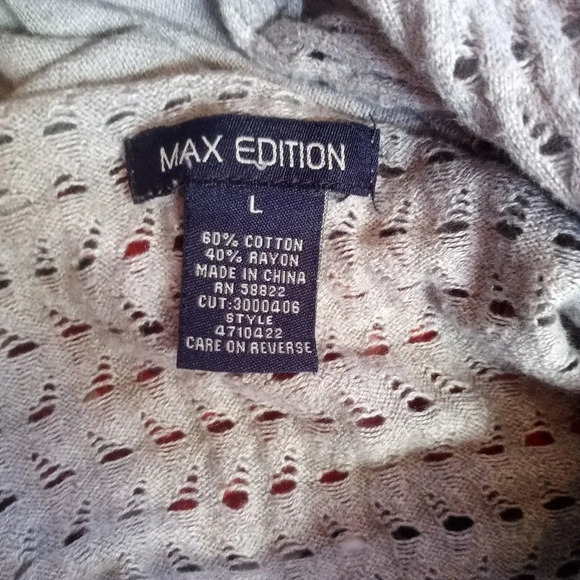 MAX EDITION
L
60% COTTON
40% RAYON
MADE IN CHINA
RN 58822
CUT:3000406
STYLE
4710422
CARE ON REVERSE